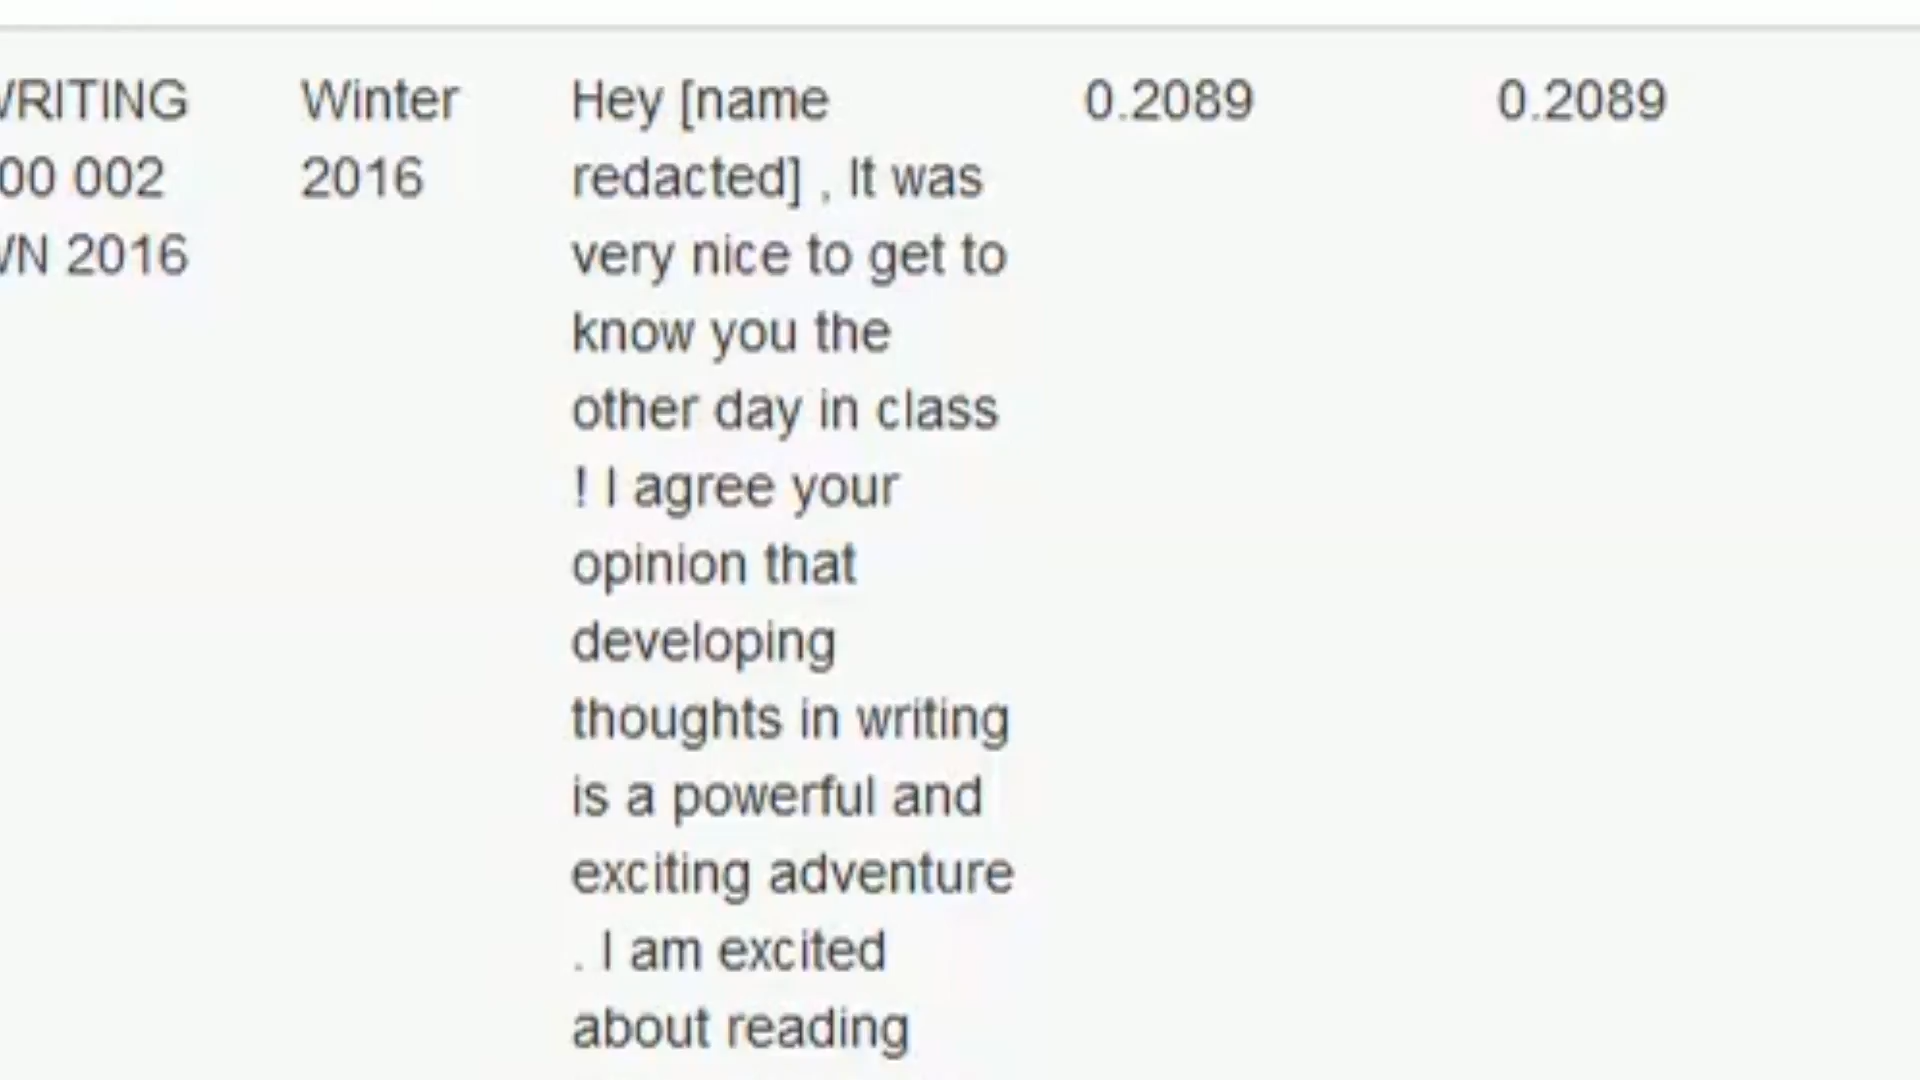 WRITING Winter Hey [name 0.2089 0.2089
00 002 2016 redacted] , It was
WN 2016 very nice to get to
know you the
other day in class
! I agree your
opinion that
developing
thoughts in writing
is a powerful and
exciting adventure
. I am excited
about reading